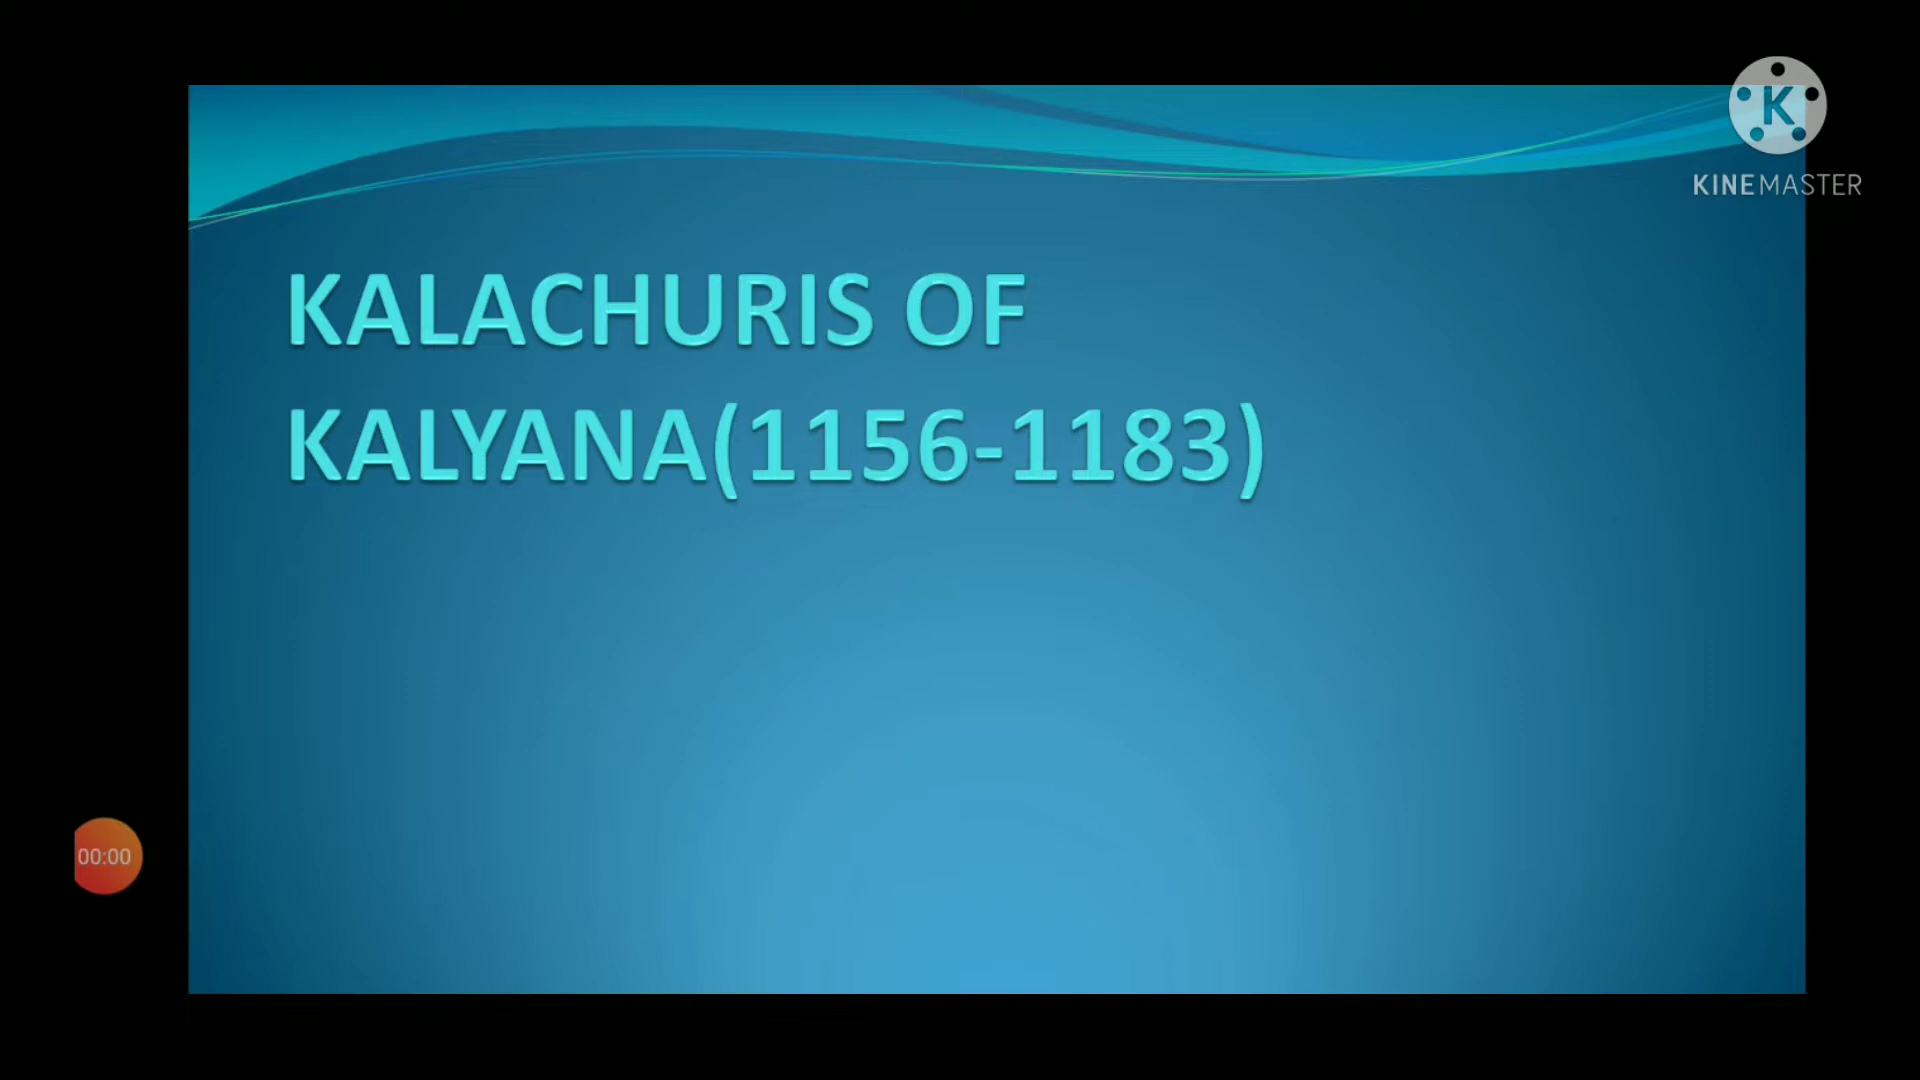 K
KINEMASTER
KALACHURIS OF
KALYANA(1156-1183)
00:00